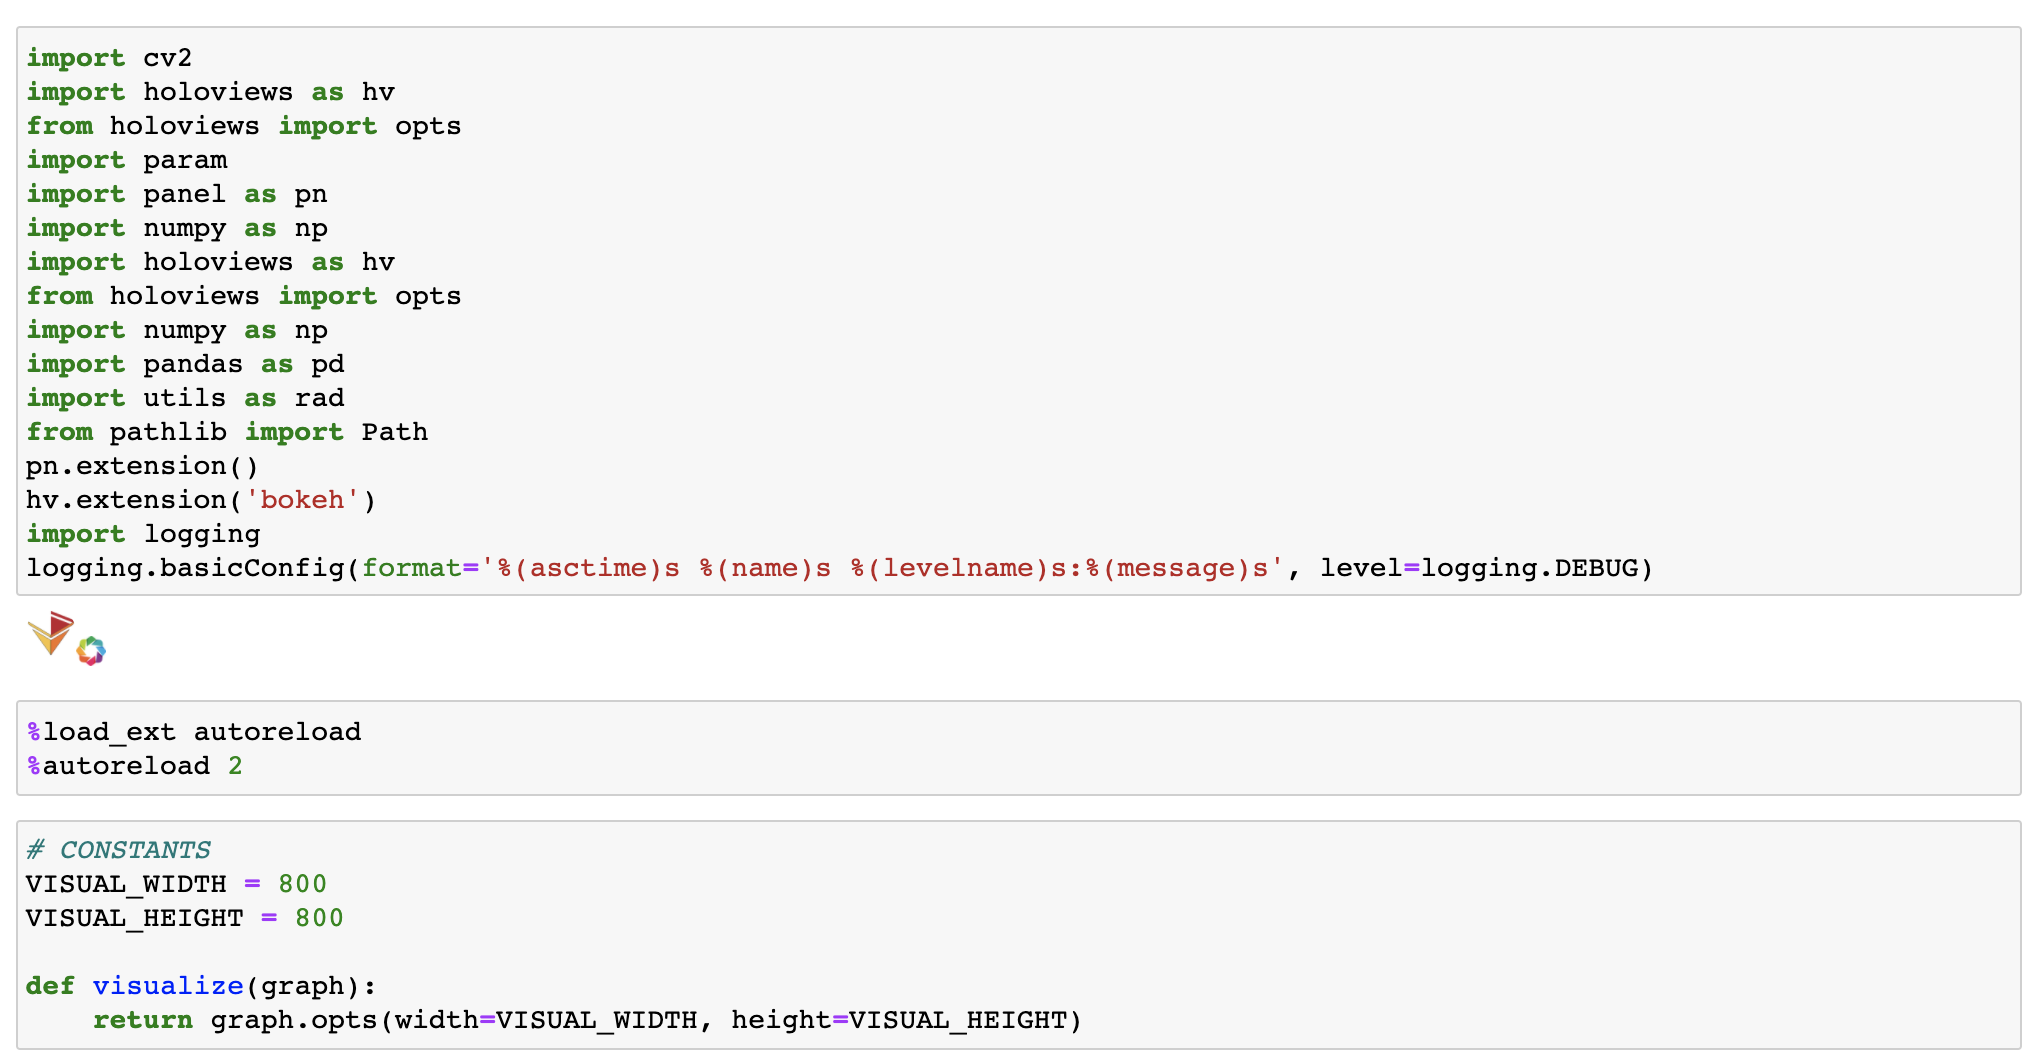 import cv2
import holoviews as hv
from holoviews import opts
import param
import panel as pn
import numpy as np
import holoviews as hv
from holoviews import opts
import numpy as np
import pandas as pd
import utils as rad
from pathlib import Path
pn.extension()
hv.extension('bokeh')
import logging
logging.basicConfig(format='%(asctime)s %(name)s %(levelname)s:%(message)s', level=logging.DEBUG)
%load_ext autoreload
%autoreload 2
# CONSTANTS
VISUAL_WIDTH = 800
VISUAL_HEIGHT = 800
def visualize(graph):
    return graph.opts(width=VISUAL_WIDTH, height=VISUAL_HEIGHT)